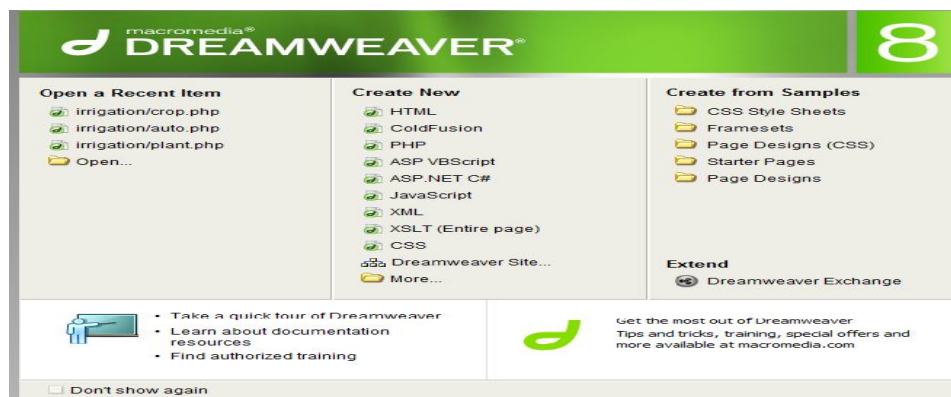 macromedia®
DREAMWEAVER®
8
Open a Recent Item
irrigation/crop.php
irrigation/auto.php
irrigation/plant.php
Open...
Create New
HTML
ColdFusion
PHP
ASP VBScript
ASP.NET C#
JavaScript
XML
XSLT (Entire page)
CSS
Dreamweaver Site...
More...
Create from Samples
CSS Style Sheets
Framesets
Page Designs (CSS)
Starter Pages
Page Designs
Extend
Dreamweaver Exchange
• Take a quick tour of Dreamweaver
• Learn about documentation
resources
• Find authorized training
Get the most out of Dreamweaver
Tips and tricks, training, special offers and
more available at macromedia.com
Don't show again